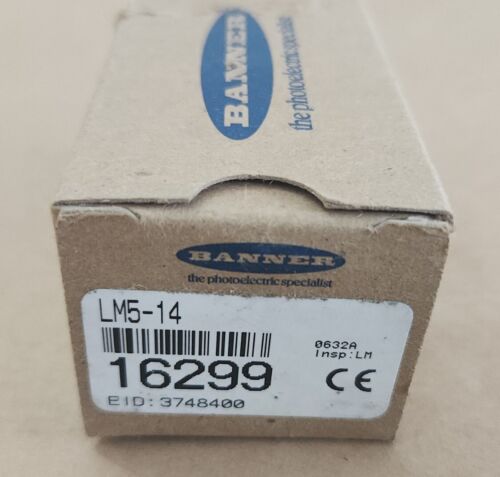 BANNER
the photoelectric specialist
BANNER
the photoelectric specialist
LM5-14
0632A
Insp:LM
16299
CE
EID:3748400